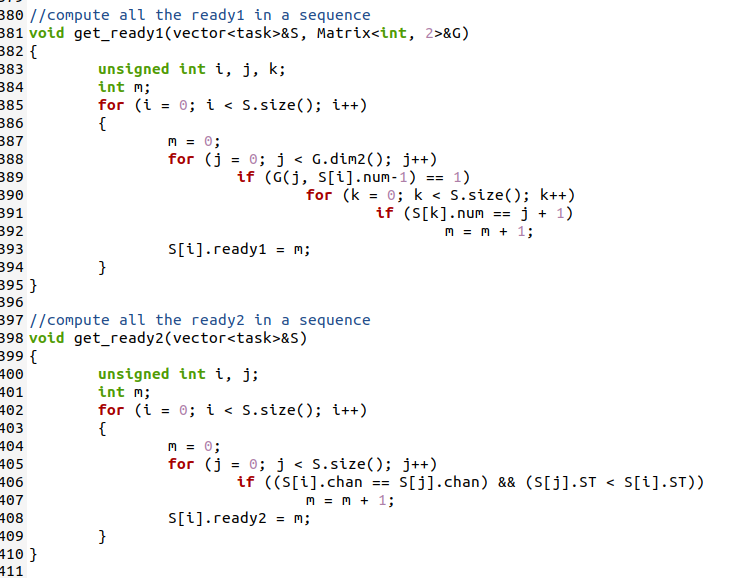 380 //compute all the ready1 in a sequence
381 void get_ready1(vector<task>&S, Matrix<int, 2>&G)
382 {
383         unsigned int i, j, k;
384         int m;
385         for (i = 0; i < S.size(); i++)
386         {
387                 m = 0;
388                 for (j = 0; j < G.dim2(); j++)
389                         if (G(j, S[i].num-1) == 1)
390                                 for (k = 0; k < S.size(); k++)
391                                         if (S[k].num == j + 1)
392                                                 m = m + 1;
393                 S[i].ready1 = m;
394         }
395 }
396
397 //compute all the ready2 in a sequence
398 void get_ready2(vector<task>&S)
399 {
400         unsigned int i, j;
401         int m;
402         for (i = 0; i < S.size(); i++)
403         {
404                 m = 0;
405                 for (j = 0; j < S.size(); j++)
406                         if ((S[i].chan == S[j].chan) && (S[j].ST < S[i].ST))
407                                 m = m + 1;
408                 S[i].ready2 = m;
409         }
410 }
411